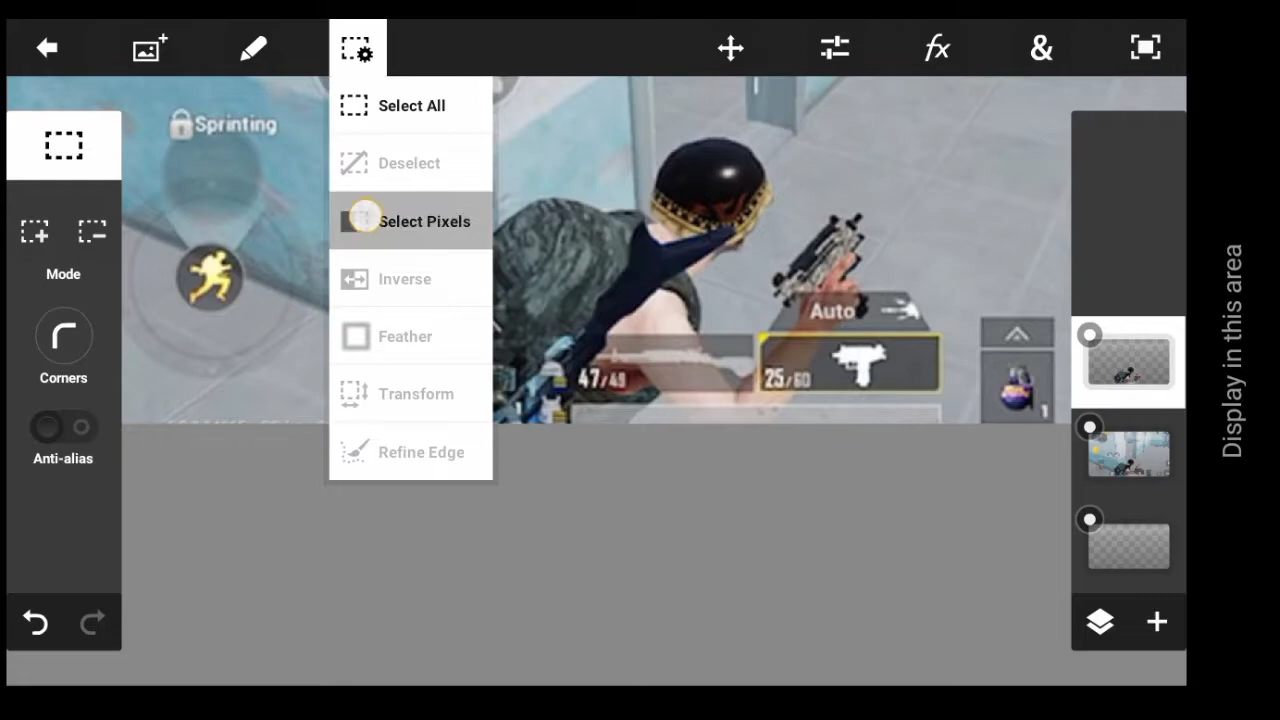 Sprinting
Select All
Deselect
Select Pixels
Inverse
Feather
Transform
Refine Edge
Mode
Corners
Anti-alias
fx
&
Auto
47/49
25/60
1
Display in this area